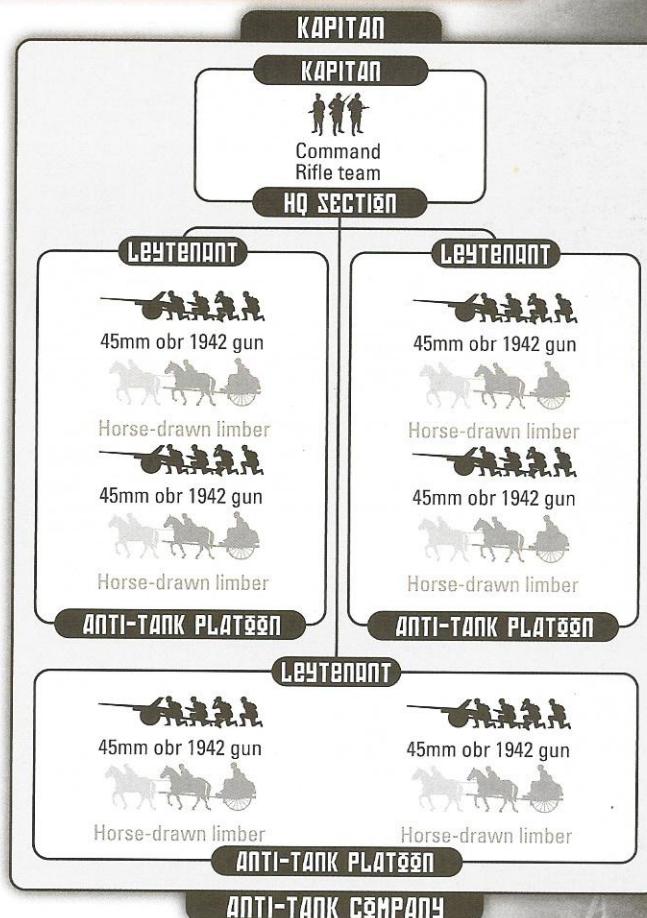 KAPITAN
KAPITAN
Command
Rifle team
HQ SECTION
LEYTENANT
45mm obr 1942 gun
Horse-drawn limber
45mm obr 1942 gun
Horse-drawn limber
ANTI-TANK PLATOON
LEYTENANT
45mm obr 1942 gun
Horse-drawn limber
45mm obr 1942 gun
Horse-drawn limber
ANTI-TANK PLATOON
LEYTENANT
45mm obr 1942 gun
Horse-drawn limber
45mm obr 1942 gun
Horse-drawn limber
ANTI-TANK PLATOON
ANTI-TANK COMPANY